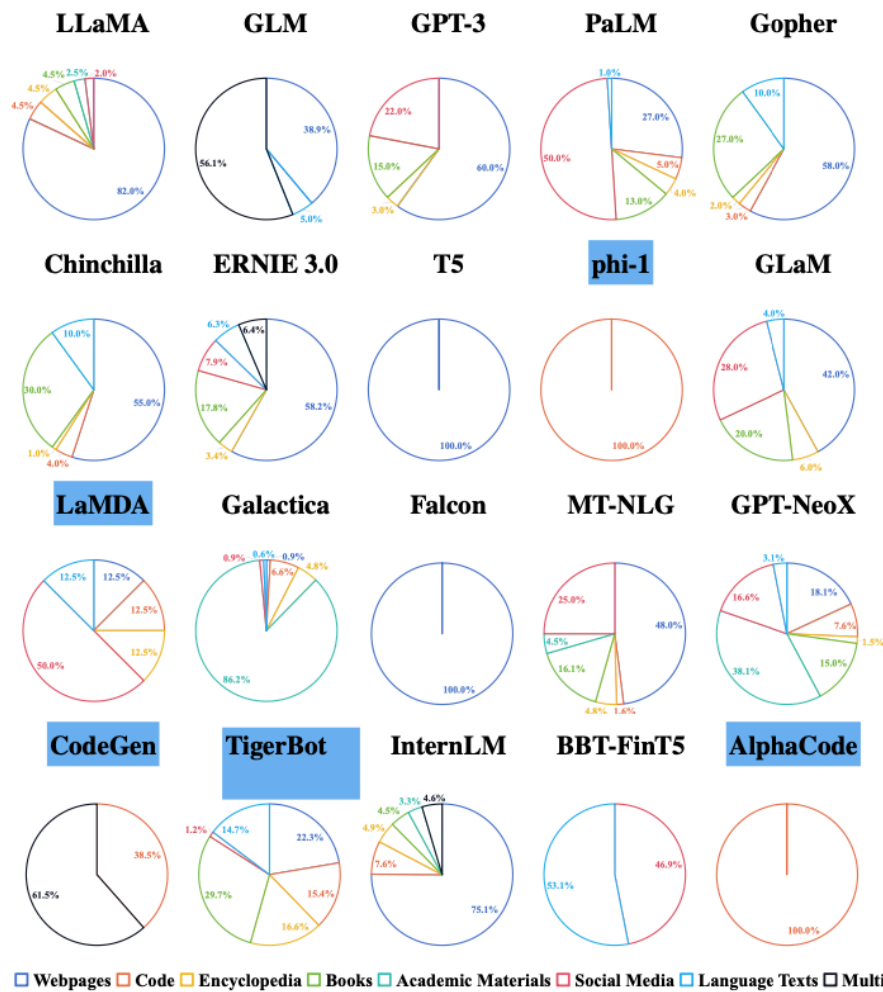 LLaMA GLM GPT-3 PaLM Gopher
4.5% 2.5% 2.0% 1.0%
4.5% 4.5% 82.0%
56.1% 38.9% 5.0%
22.0% 15.0% 3.0% 60.0%
50.0% 27.0% 5.0% 4.0% 13.0%
10.0% 27.0% 2.0% 3.0% 58.0%
Chinchilla ERNIE 3.0 T5 phi-1 GLaM
10.0% 30.0% 1.0% 4.0% 55.0%
6.3% 6.4% 7.9% 17.8% 3.4% 58.2%
100.0%
100.0%
4.0% 28.0% 42.0% 20.0% 6.0%
LaMDA Galactica Falcon MT-NLG GPT-NeoX
12.5% 12.5% 12.5% 12.5% 50.0%
0.9% 0.6% 0.9% 6.6% 4.8% 86.2%
100.0%
25.0% 48.0% 4.5% 16.1% 4.8% 1.6%
3.1% 16.6% 18.1% 7.6% 1.5% 38.1% 15.0%
CodeGen TigerBot InternLM BBT-FinT5 AlphaCode
38.5% 61.5%
1.2% 14.7% 22.3% 29.7% 15.4% 16.6%
3.3% 4.6% 4.5% 4.9% 7.6% 75.1%
53.1% 46.9%
100.0%
Webpages Code Encyclopedia Books Academic Materials Social Media Language Texts Multi